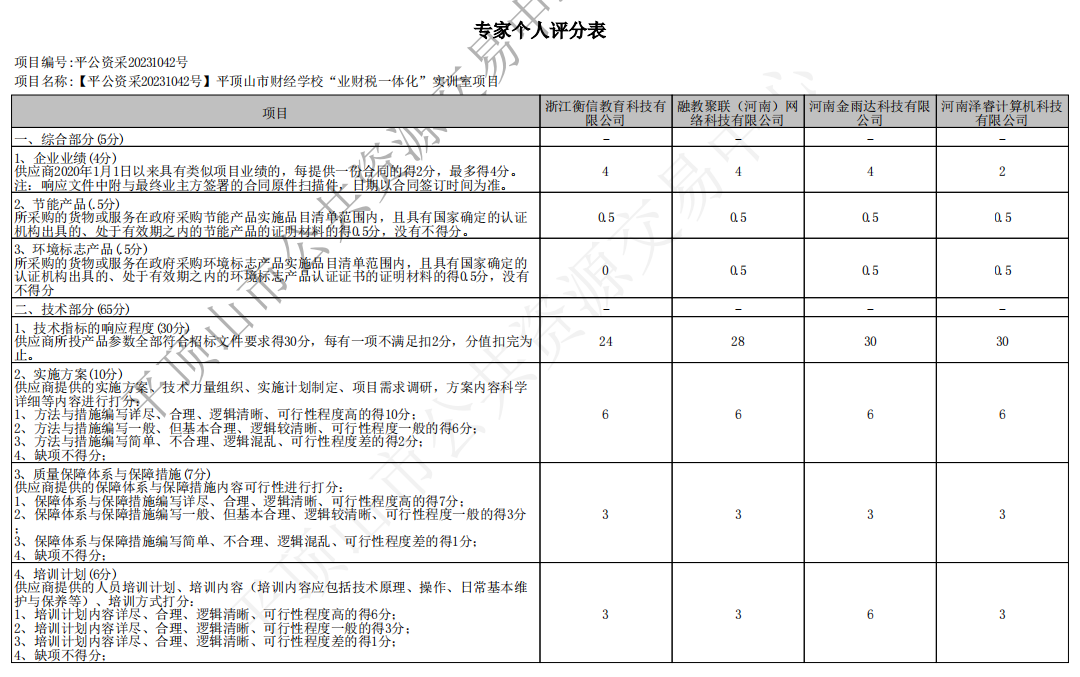 专家个人评分表
项目编号:平公资采20231042号
项目名称:【平公资采20231042号】平顶山市财经学校“业财税一体化”实训室项目
项目 浙江衡信教育科技有限公司 融教聚联（河南）网络科技有限公司 河南金雨达科技有限公司 河南泽睿计算机科技有限公司
一、综合部分(5分) — — — —
1、企业业绩(4分)
供应商2020年1月1日以来具有类似项目业绩的，每提供一份合同的得2分，最多得4分。
注：响应文件中附与最终业主方签署的合同原件扫描件，日期以合同签订时间为准。
4 4 4 2
2、节能产品(.5分)
所采购的货物或服务在政府采购节能产品实施品目清单范围内，且具有国家确定的认证
机构出具的、处于有效期之内的节能产品的证明材料的得0.5分，没有不得分。
0.5 0.5 0.5 0.5
3、环境标志产品(.5分)
所采购的货物或服务在政府采购环境标志产品实施品目清单范围内，且具有国家确定的
认证机构出具的、处于有效期之内的环境标志产品认证证书的证明材料的得0.5分，没有
不得分
0 0.5 0.5 0.5
二、技术部分(65分) — — — —
1、技术指标的响应程度(30分)
供应商所投产品参数全部符合招标文件要求得30分，每有一项不满足扣2分，分值扣完为
止。
24 28 30 30
2、实施方案(10分)
供应商提供的实施方案、技术力量组织、实施计划制定、项目需求调研，方案内容科学
详细等内容进行打分：
1、方法与措施编写详尽、合理、逻辑清晰、可行性程度高的得10分；
2、方法与措施编写一般、但基本合理、逻辑较清晰、可行性程度一般的得6分；
3、方法与措施编写简单、不合理、逻辑混乱、可行性程度差的得2分；
4、缺项不得分；
6 6 6 6
3、质量保障体系与保障措施(7分)
供应商提供的保障体系与保障措施内容可行性进行打分：
1、保障体系与保障措施编写详尽、合理、逻辑清晰、可行性程度高的得7分；
2、保障体系与保障措施编写一般、但基本合理、逻辑较清晰、可行性程度一般的得3分
；
3、保障体系与保障措施编写简单、不合理、逻辑混乱、可行性程度差的得1分；
4、缺项不得分；
3 3 3 3
4、培训计划(6分)
供应商提供的人员培训计划、培训内容（培训内容应包括技术原理、操作、日常基本维
护与保养等）、培训方式打分：
1、培训计划内容详尽、合理、逻辑清晰、可行性程度高的得6分；
2、培训计划内容详尽、合理、逻辑清晰、可行性程度一般的得3分；
3、培训计划内容详尽、合理、逻辑清晰、可行性程度差的得1分；
4、缺项不得分；
3 3 6 3
平顶山市公共资源交易中
平顶山市公共资源交易中心